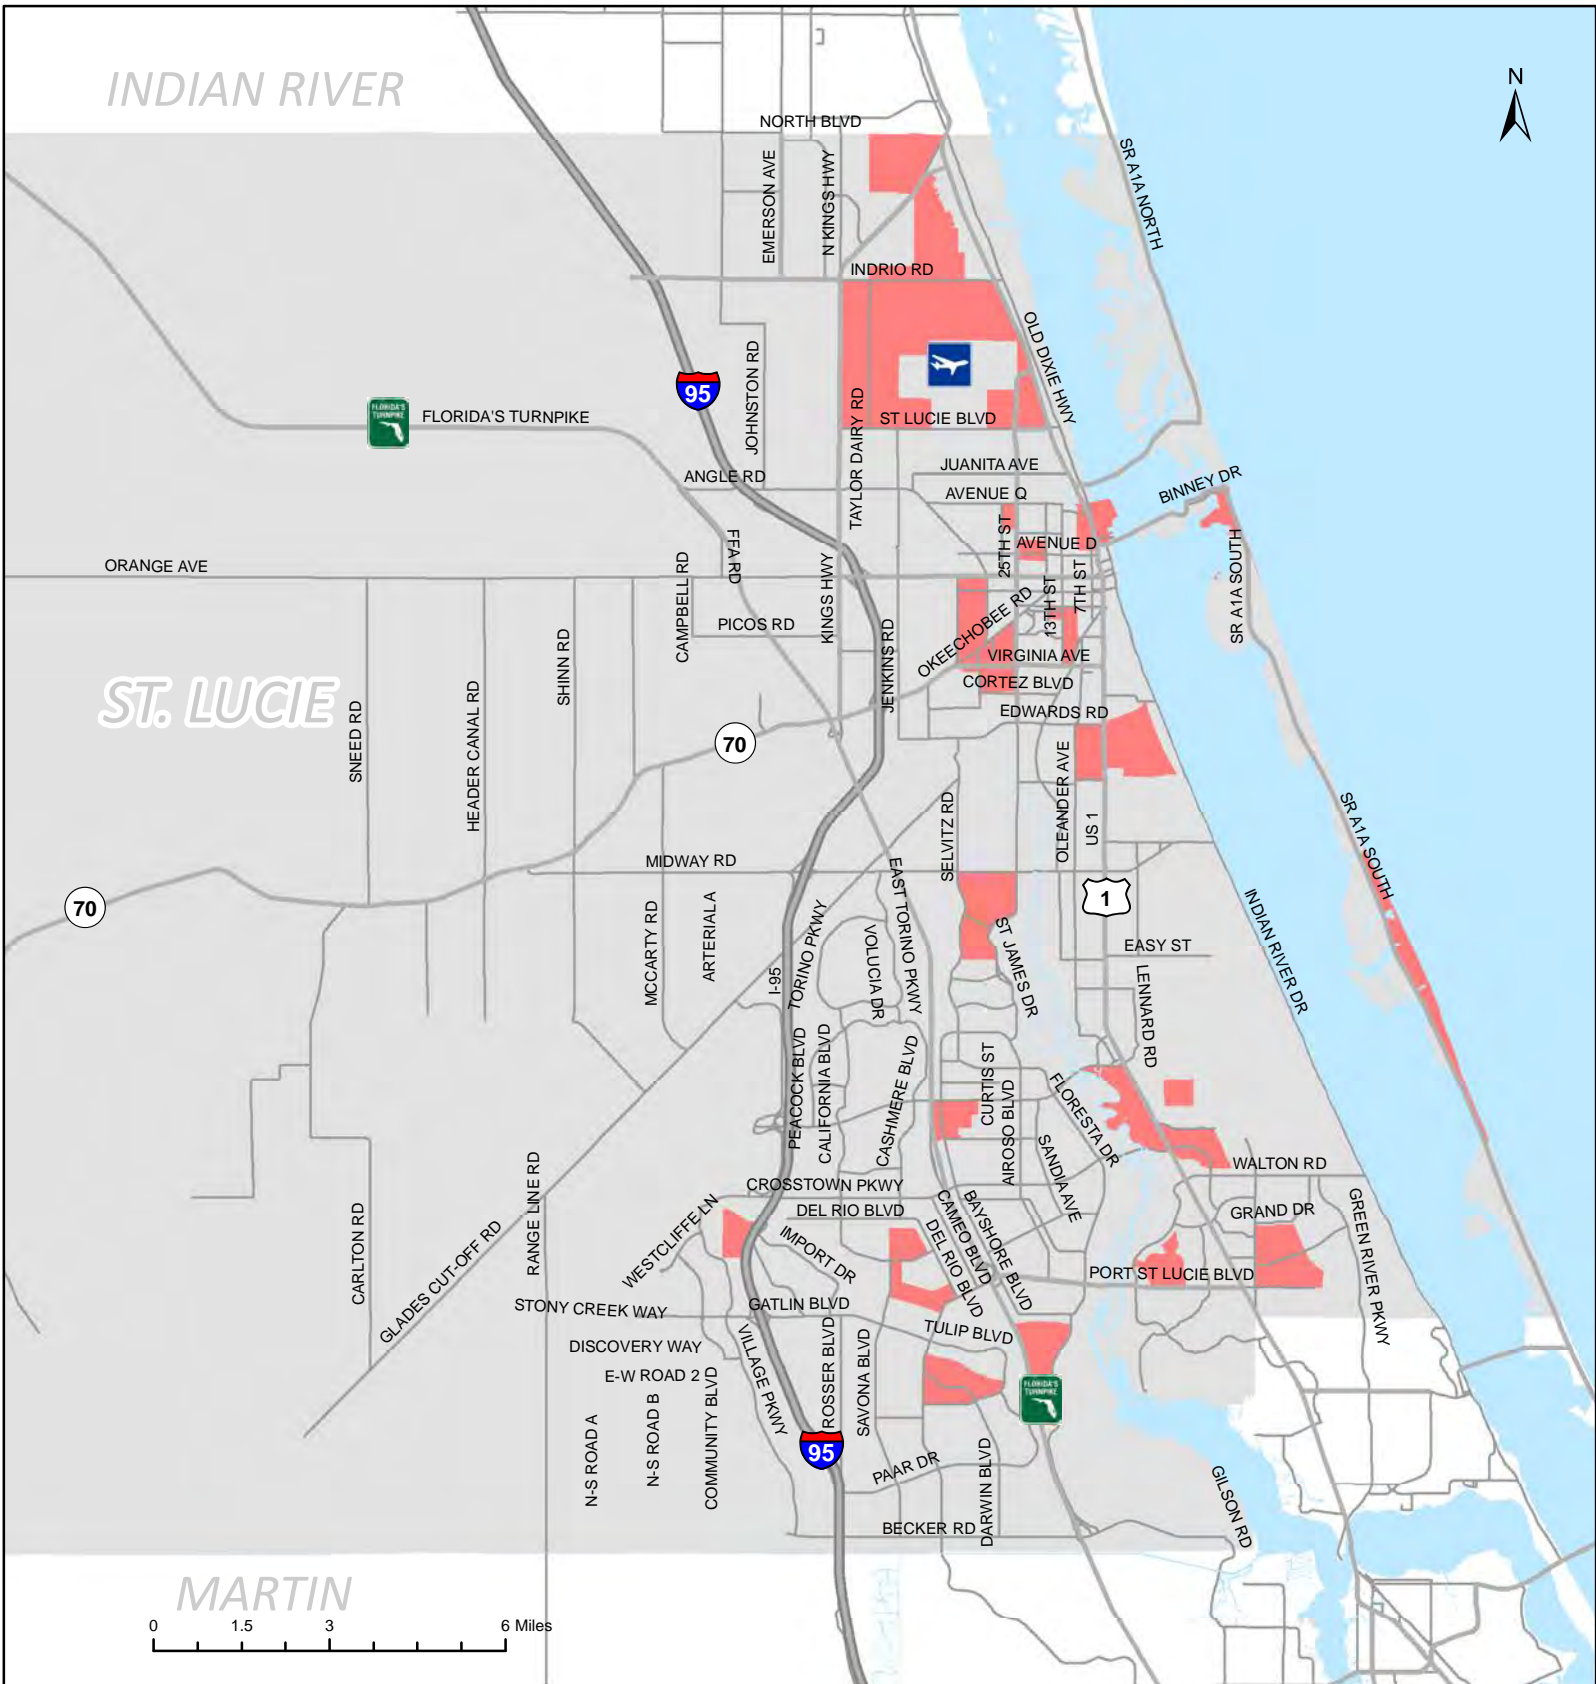 INDIAN RIVER
N
NORTH BLVD
SR A1A NORTH
EMERSON AVE
N KINGS HWY
INDRIO RD
OLD DIXIE HWY
JOHNSTON RD
95
FLORIDA'S TURNPIKE
FLORIDA'S TURNPIKE
TAYLOR DAIRY RD
ST LUCIE BLVD
ANGLE RD
JUANITA AVE
BINNEY DR
AVENUE Q
25TH ST
AVENUE D
FFA RD
ORANGE AVE
CAMPBELL RD
KINGS HWY
7TH ST
13TH ST
SR A1A SOUTH
PICOS RD
OKEECHOBEE RD
SHINN RD
JENKINS RD
VIRGINIA AVE
CORTEZ BLVD
ST. LUCIE
SNEED RD
HEADER CANAL RD
EDWARDS RD
70
OLEANDER AVE
SELVITZ RD
US 1
SR A1A SOUTH
MIDWAY RD
EAST TORINO PKWY
70
1
MCCARTY RD
ARTERIAL A
TORINO PKWY
VOLUCIA DR
ST JAMES DR
EASY ST
INDIAN RIVER DR
I-95
LENNARD RD
PEACOCK BLVD
CALIFORNIA BLVD
CASHMERE BLVD
CURTIS ST
AIROSO BLVD
FLORESTA DR
SANDIA AVE
WALTON RD
RANGE LINE RD
CROSSTOWN PKWY
WESTCLIFFE LN
DEL RIO BLVD
CAMEO BLVD
BAYSHORE BLVD
DEL RIO BLVD
GRAND DR
GREEN RIVER PKWY
CARLTON RD
GLADES CUT-OFF RD
IMPORT DR
PORT ST LUCIE BLVD
STONY CREEK WAY
GATLIN BLVD
TULIP BLVD
DISCOVERY WAY
VILLAGE PKWY
ROSSER BLVD
SAVONA BLVD
E-W ROAD 2
FLORIDA'S TURNPIKE
N-S ROAD A
N-S ROAD B
COMMUNITY BLVD
95
PAAR DR
DARWIN BLVD
GILSON RD
BECKER RD
MARTIN
0 1.5 3 6 Miles